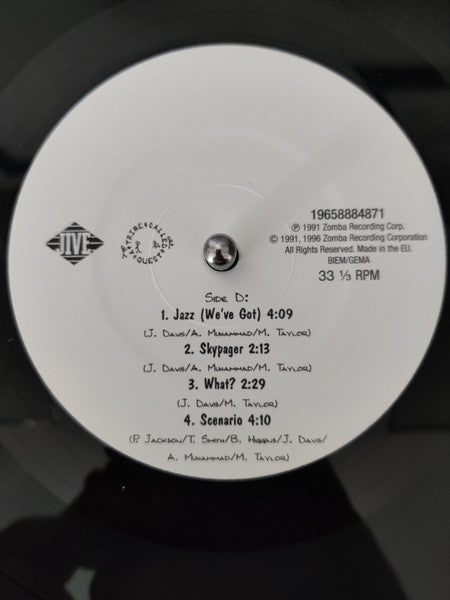 JIVE
A TRIBE CALLED QUEST
19658884871
℗ 1991 Zomba Recording Corp.
© 1991, 1996 Zomba Recording Corporation
All Rights Reserved. Made in the EU.
BIEM/GEMA
33 ⅓ RPM
Side D:
1. Jazz (We've Got) 4:09
(J. Davis/A. Muhammad/M. Taylor)
2. Skypager 2:13
(J. Davis/A. Muhammad/M. Taylor)
3. What? 2:29
(J. Davis/M. Taylor)
4. Scenario 4:10
(P. Jackson/T. Smith/B. Higgins/J. Davis/
A. Muhammad/M. Taylor)